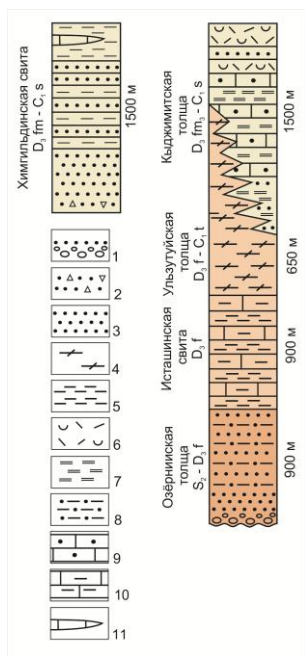 Химгильдинская свита
D₃ fm - C₁ s
1500 м
1
2
3
4
5
6
7
8
9
10
11
Кыджимитская
толща
D₃ fm₃ - C₁ s
1500 м
Ульзутуйская
толща
D₃ f - C₁ t
650 м
Исташинская
свита
D₃ f
900 м
Озёрнийская
толща
S₂ - D₃ f
900 м